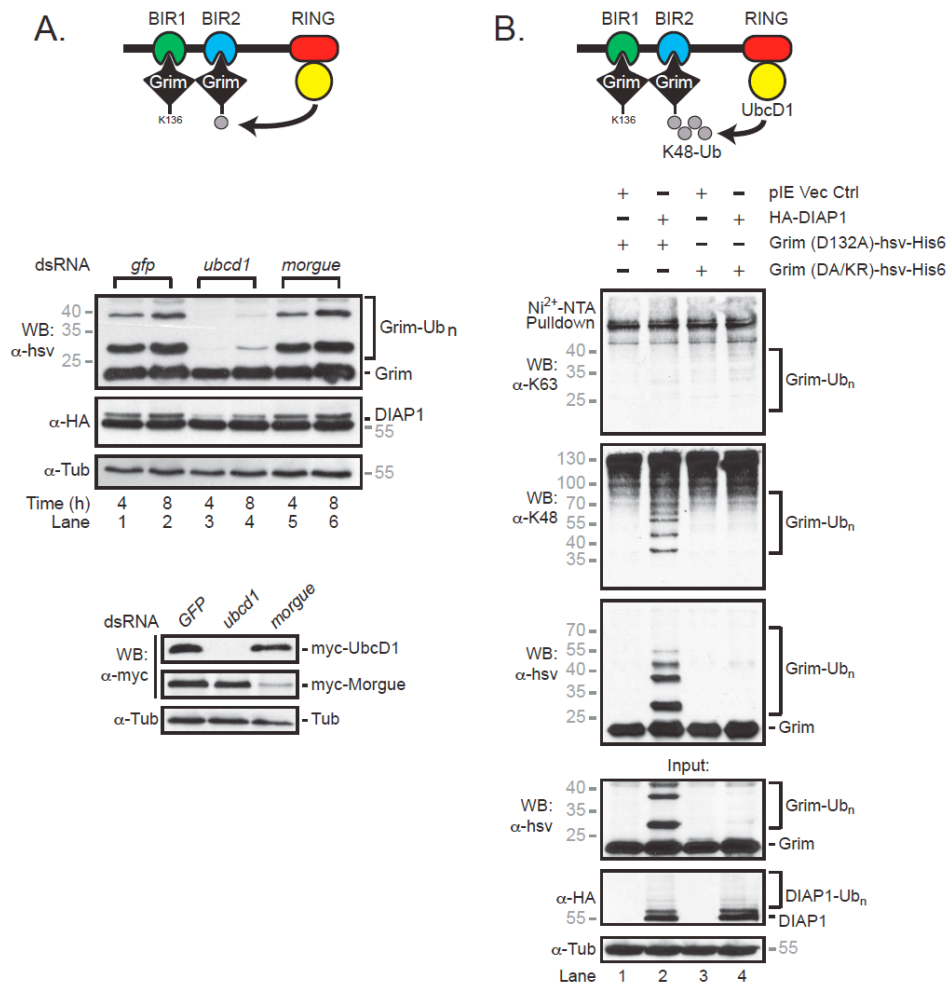 A.
BIR1 BIR2 RING
Grim Grim
K136
dsRNA gfp ubcd1 morgue
WB:
α-hsv
40
35
25
Grim-Ubn
Grim
α-HA
DIAP1
55
α-Tub
55
Time (h) 4 8 4 8 4 8
Lane 1 2 3 4 5 6
dsRNA GFP ubcd1 morgue
WB:
α-myc
myc-UbcD1
myc-Morgue
α-Tub
Tub
B.
BIR1 BIR2 RING
Grim Grim
K136
UbcD1
K48-Ub
+ − + − pIE Vec Ctrl
− + − + HA-DIAP1
+ + − − Grim (D132A)-hsv-His6
− − + + Grim (DA/KR)-hsv-His6
Ni2+-NTA
Pulldown
WB:
α-K63
40
35
25
Grim-Ubn
WB:
α-K48
130
100
70
55
40
35
Grim-Ubn
WB:
α-hsv
70
55
45
35
25
Grim-Ubn
Grim
Input:
WB:
α-hsv
40
35
25
Grim-Ubn
Grim
α-HA
55
DIAP1-Ubn
DIAP1
α-Tub
55
Lane 1 2 3 4